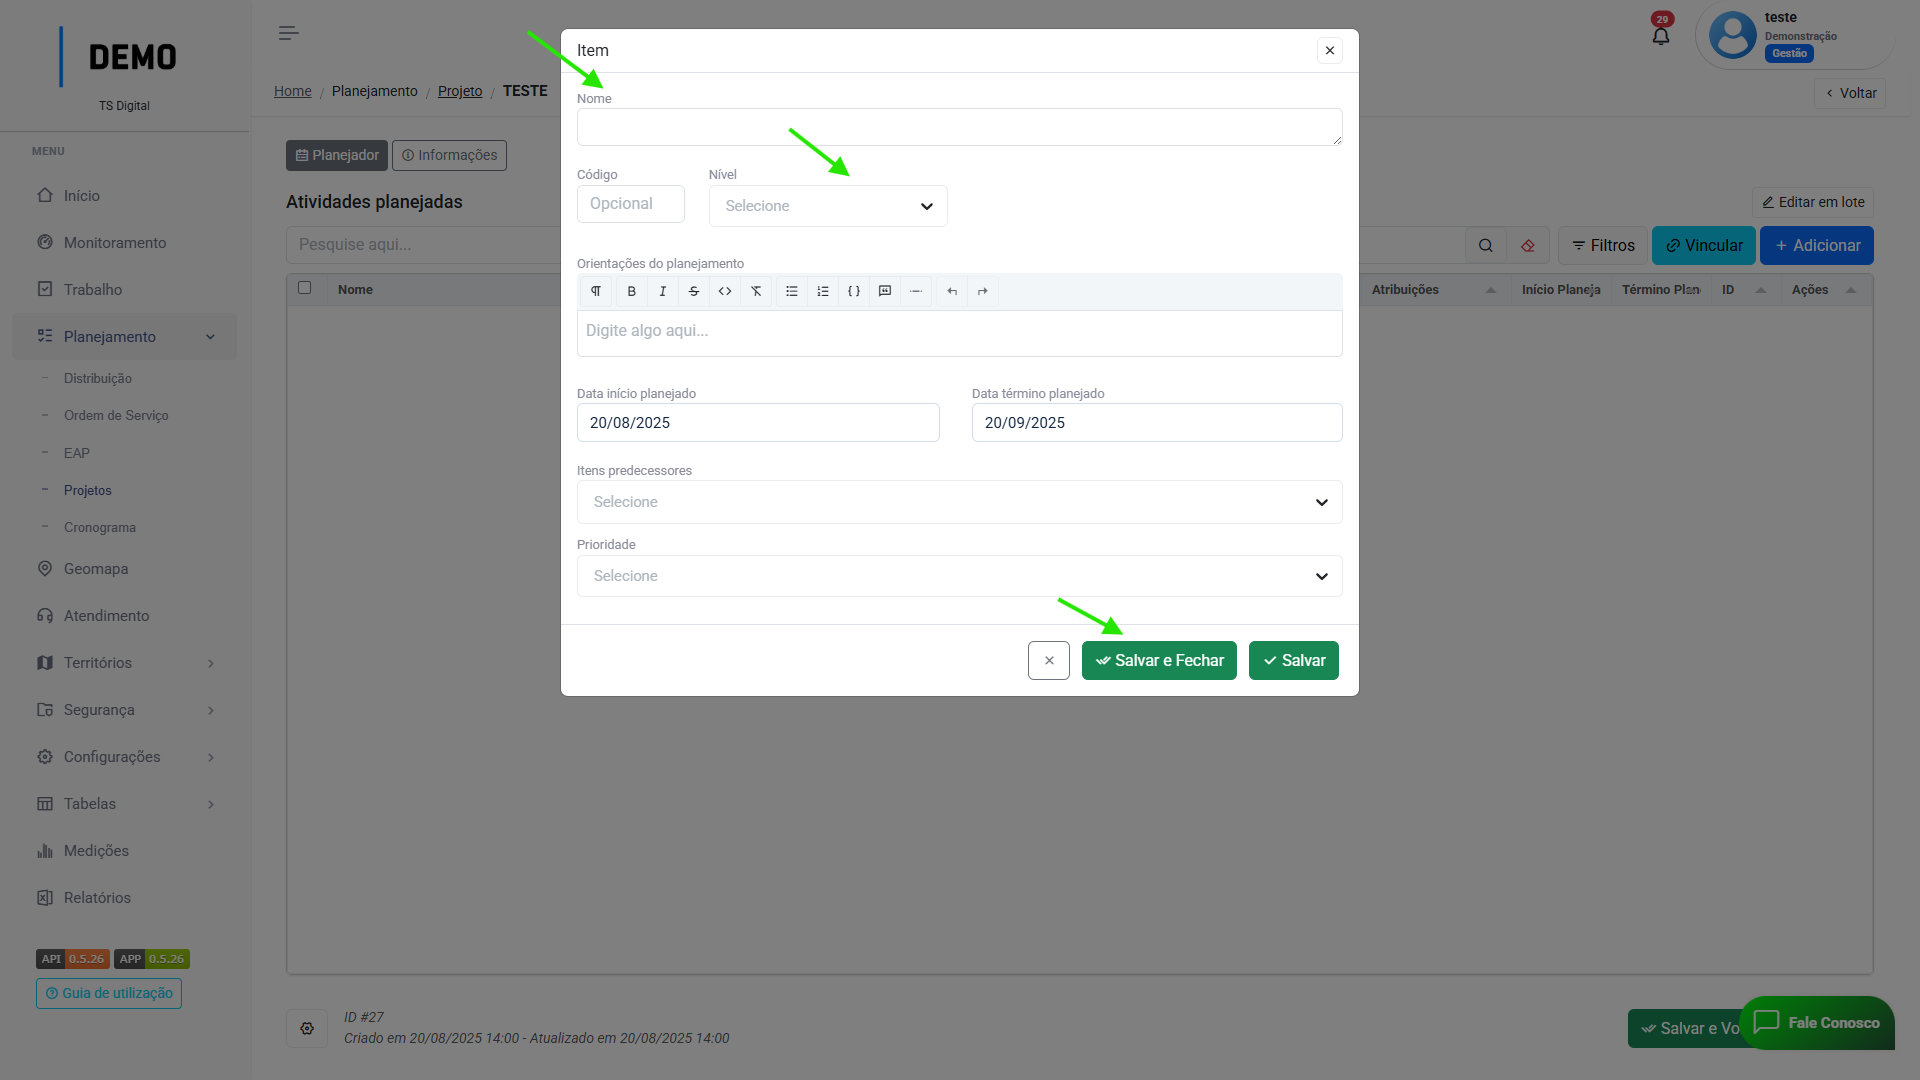 DEMO
TS Digital
MENU
Início
Monitoramento
Trabalho
Planejamento
Distribuição
Ordem de Serviço
EAP
Projetos
Cronograma
Geomapa
Atendimento
Territórios
Segurança
Configurações
Tabelas
Medições
Relatórios
API 0.5.26 APP 0.5.26
Guia de utilização
29
teste
Demonstração
Gestão
Home / Planejamento / Projeto / TESTE
Voltar
Planejador Informações
Atividades planejadas
Editar em lote
Pesquise aqui...
Filtros Vincular + Adicionar
Nome Atribuições Início Planeja Término Plan ID Ações
Item
Nome
Código Nível
Opcional Selecione
Orientações do planejamento
Digite algo aqui...
Data início planejado Data término planejado
20/08/2025 20/09/2025
Itens predecessores
Selecione
Prioridade
Selecione
Salvar e Fechar Salvar
ID #27
Criado em 20/08/2025 14:00 - Atualizado em 20/08/2025 14:00
Salvar e Vo
Fale Conosco